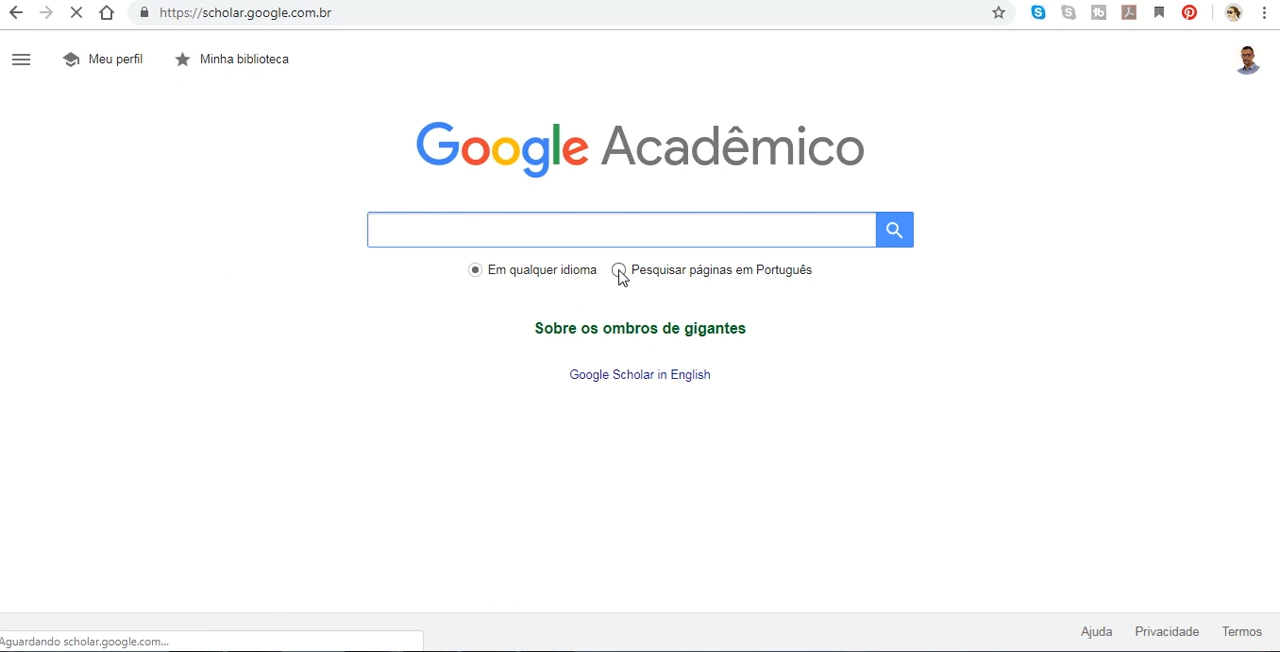 https://scholar.google.com.br
Meu perfil Minha biblioteca
Google Acadêmico
Em qualquer idioma Pesquisar páginas em Português
Sobre os ombros de gigantes
Google Scholar in English
Ajuda Privacidade Termos
Aguardando scholar.google.com...